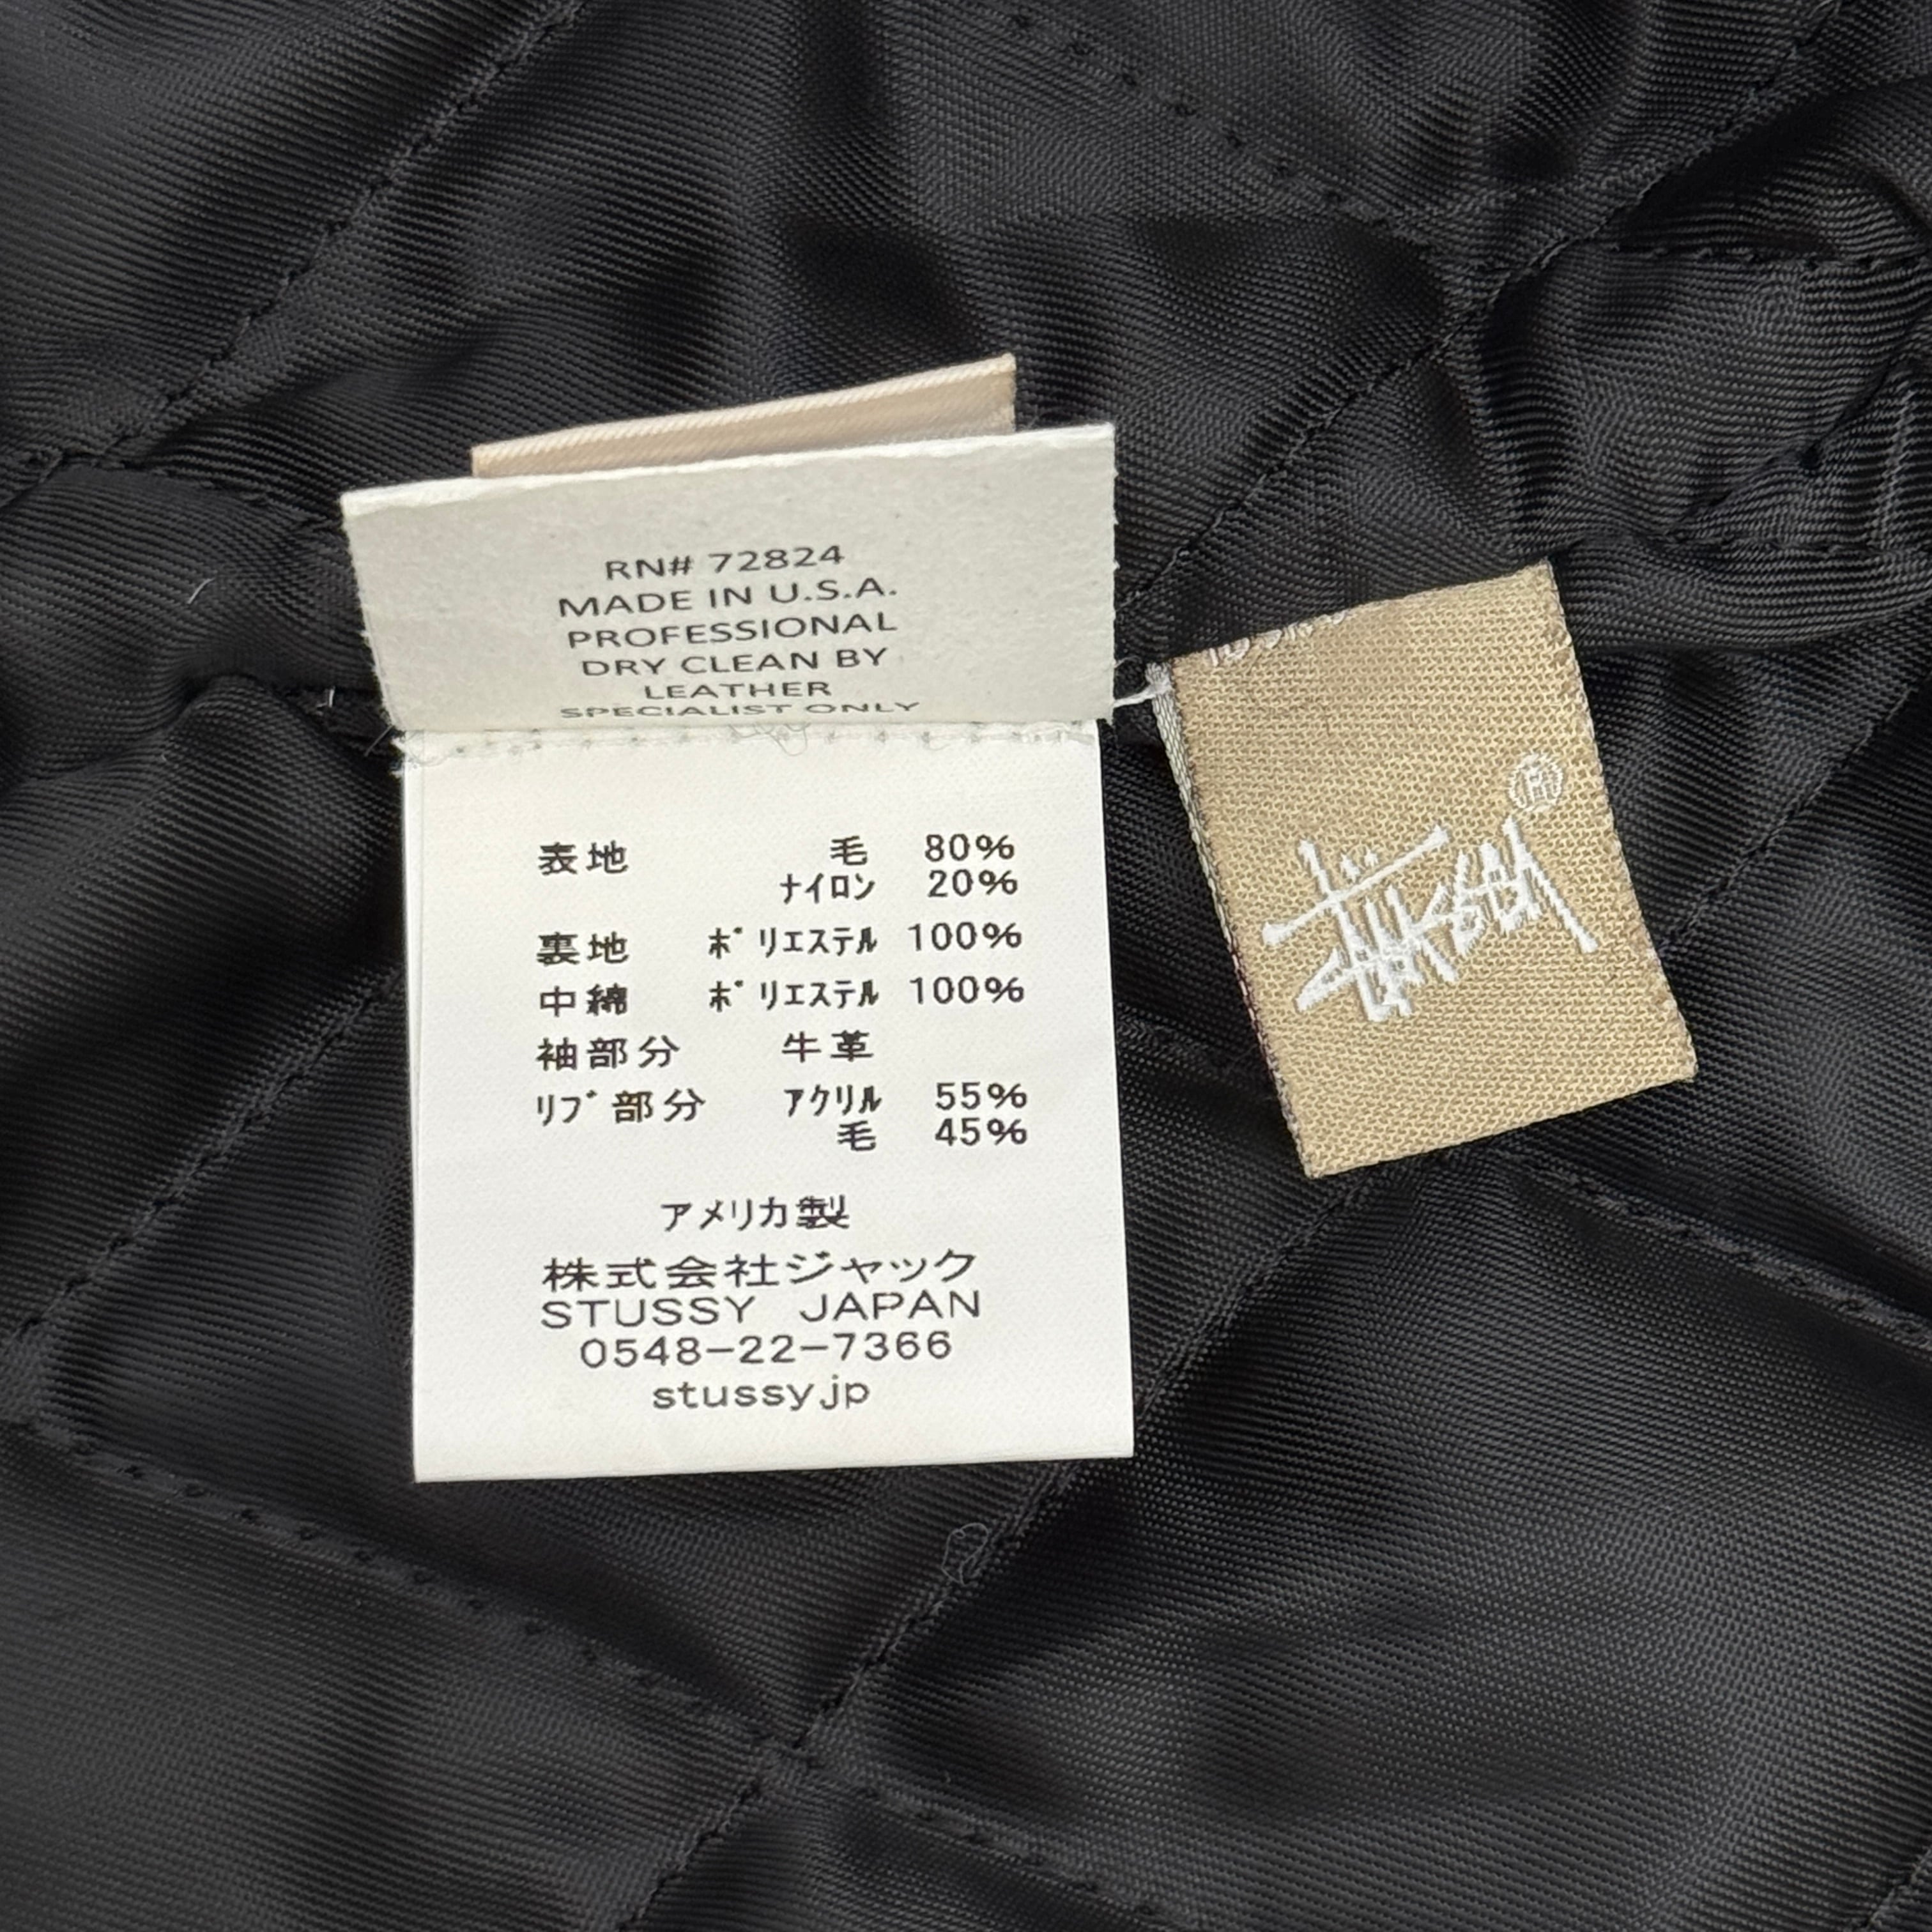 RN# 72824
MADE IN U.S.A.
PROFESSIONAL
DRY CLEAN BY
LEATHER
SPECIALIST ONLY
表地 毛 80%
ナイロン 20%
裏地 ポリエステル 100%
中綿 ポリエステル 100%
袖部分 牛革
リブ部分 アクリル 55%
毛 45%
アメリカ製
株式会社ジャック
STUSSY JAPAN
0548-22-7366
stussy.jp
Stüssy ®